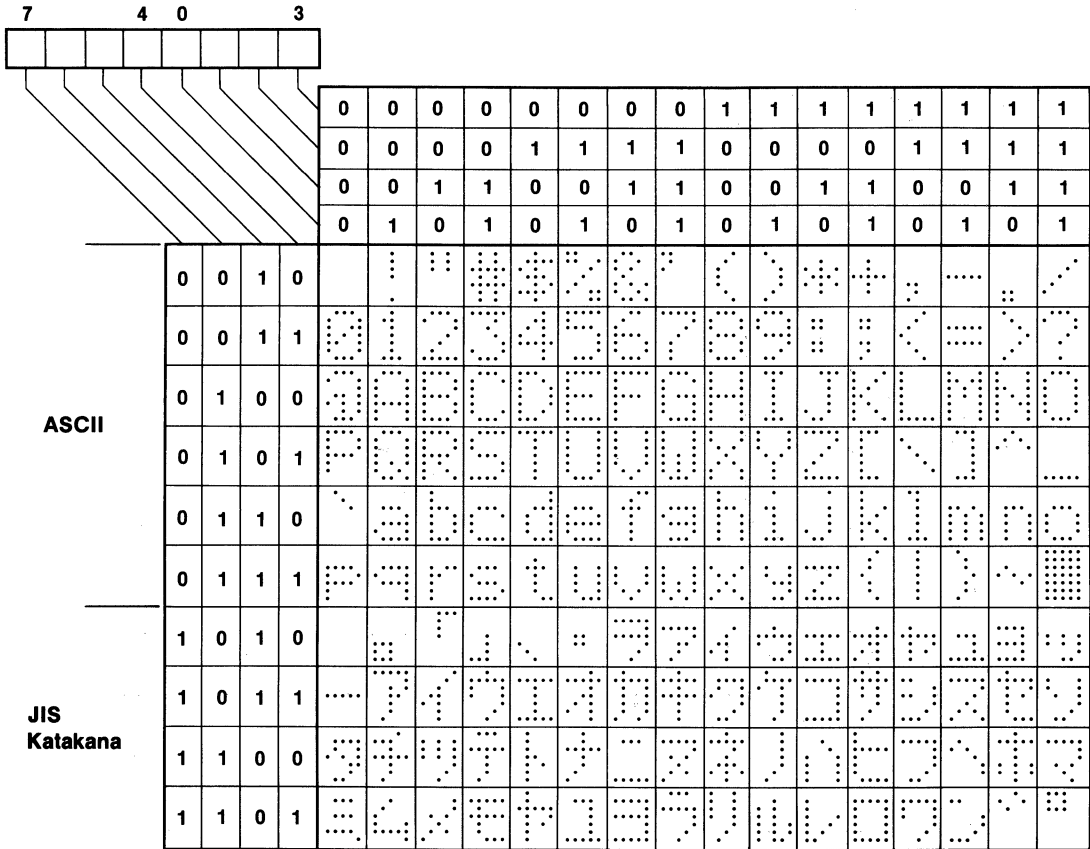 7 4 0 3
0 0 0 0 0 0 0 0 1 1 1 1 1 1 1 1
0 0 0 0 1 1 1 1 0 0 0 0 1 1 1 1
0 0 1 1 0 0 1 1 0 0 1 1 0 0 1 1
0 1 0 1 0 1 0 1 0 1 0 1 0 1 0 1
0 0 1 0 ! " # $ % & ' ( ) * + , - . /
0 0 1 1 0 1 2 3 4 5 6 7 8 9 : ; < = > ?
ASCII
0 1 0 0 @ A B C D E F G H I J K L M N O
0 1 0 1 P Q R S T U V W X Y Z [ \ ] ^ _
0 1 1 0 ` a b c d e f g h i j k l m n o
0 1 1 1 p q r s t u v w x y z { | } ~
1 0 1 0 。 「 」 、 ・ ヲ ァ ィ ゥ ェ ォ ャ ュ ョ ッ
JIS
Katakana
1 0 1 1 ー ア イ ウ エ オ カ キ ク ケ コ サ シ ス セ ソ
1 1 0 0 タ チ ツ テ ト ナ ニ ヌ ネ ノ ハ ヒ フ ヘ ホ マ
1 1 0 1 ミ ム メ モ ヤ ユ ヨ ラ リ ル レ ロ ワ ン ゛ ゜